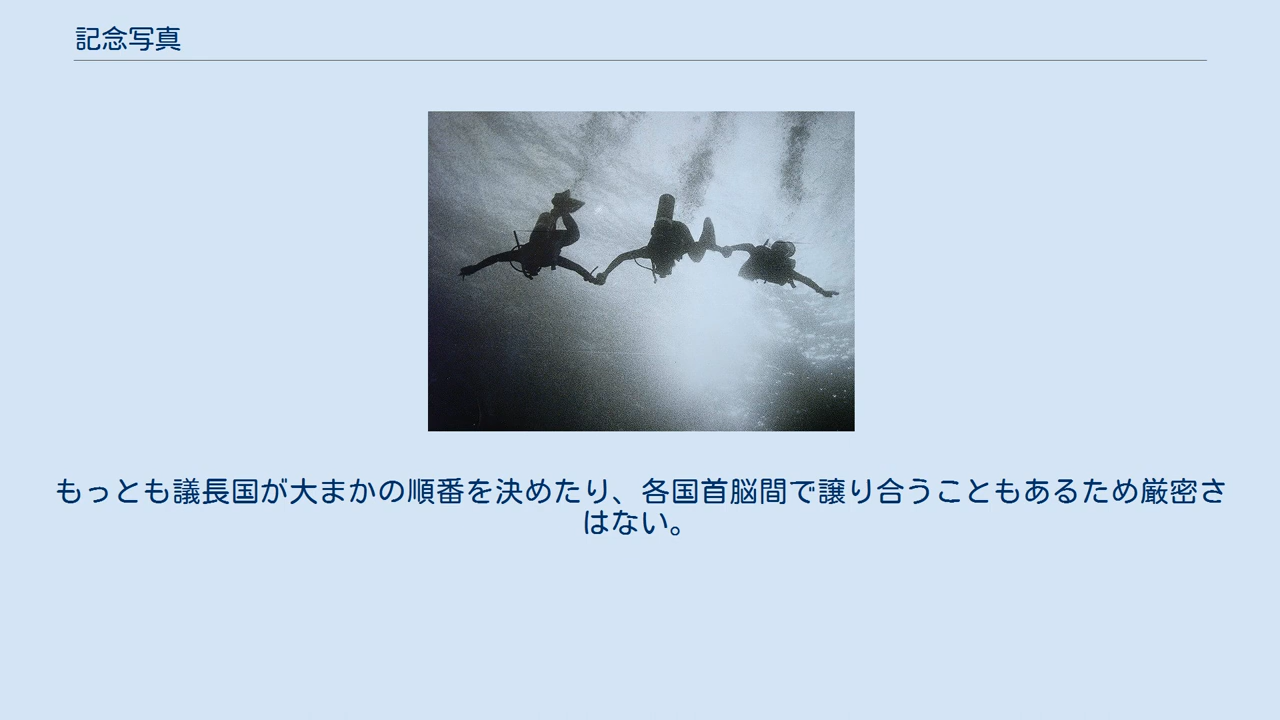 記念写真
もっとも議長国が大まかの順番を決めたり、各国首脳間で譲り合うこともあるため厳密さ
はない。